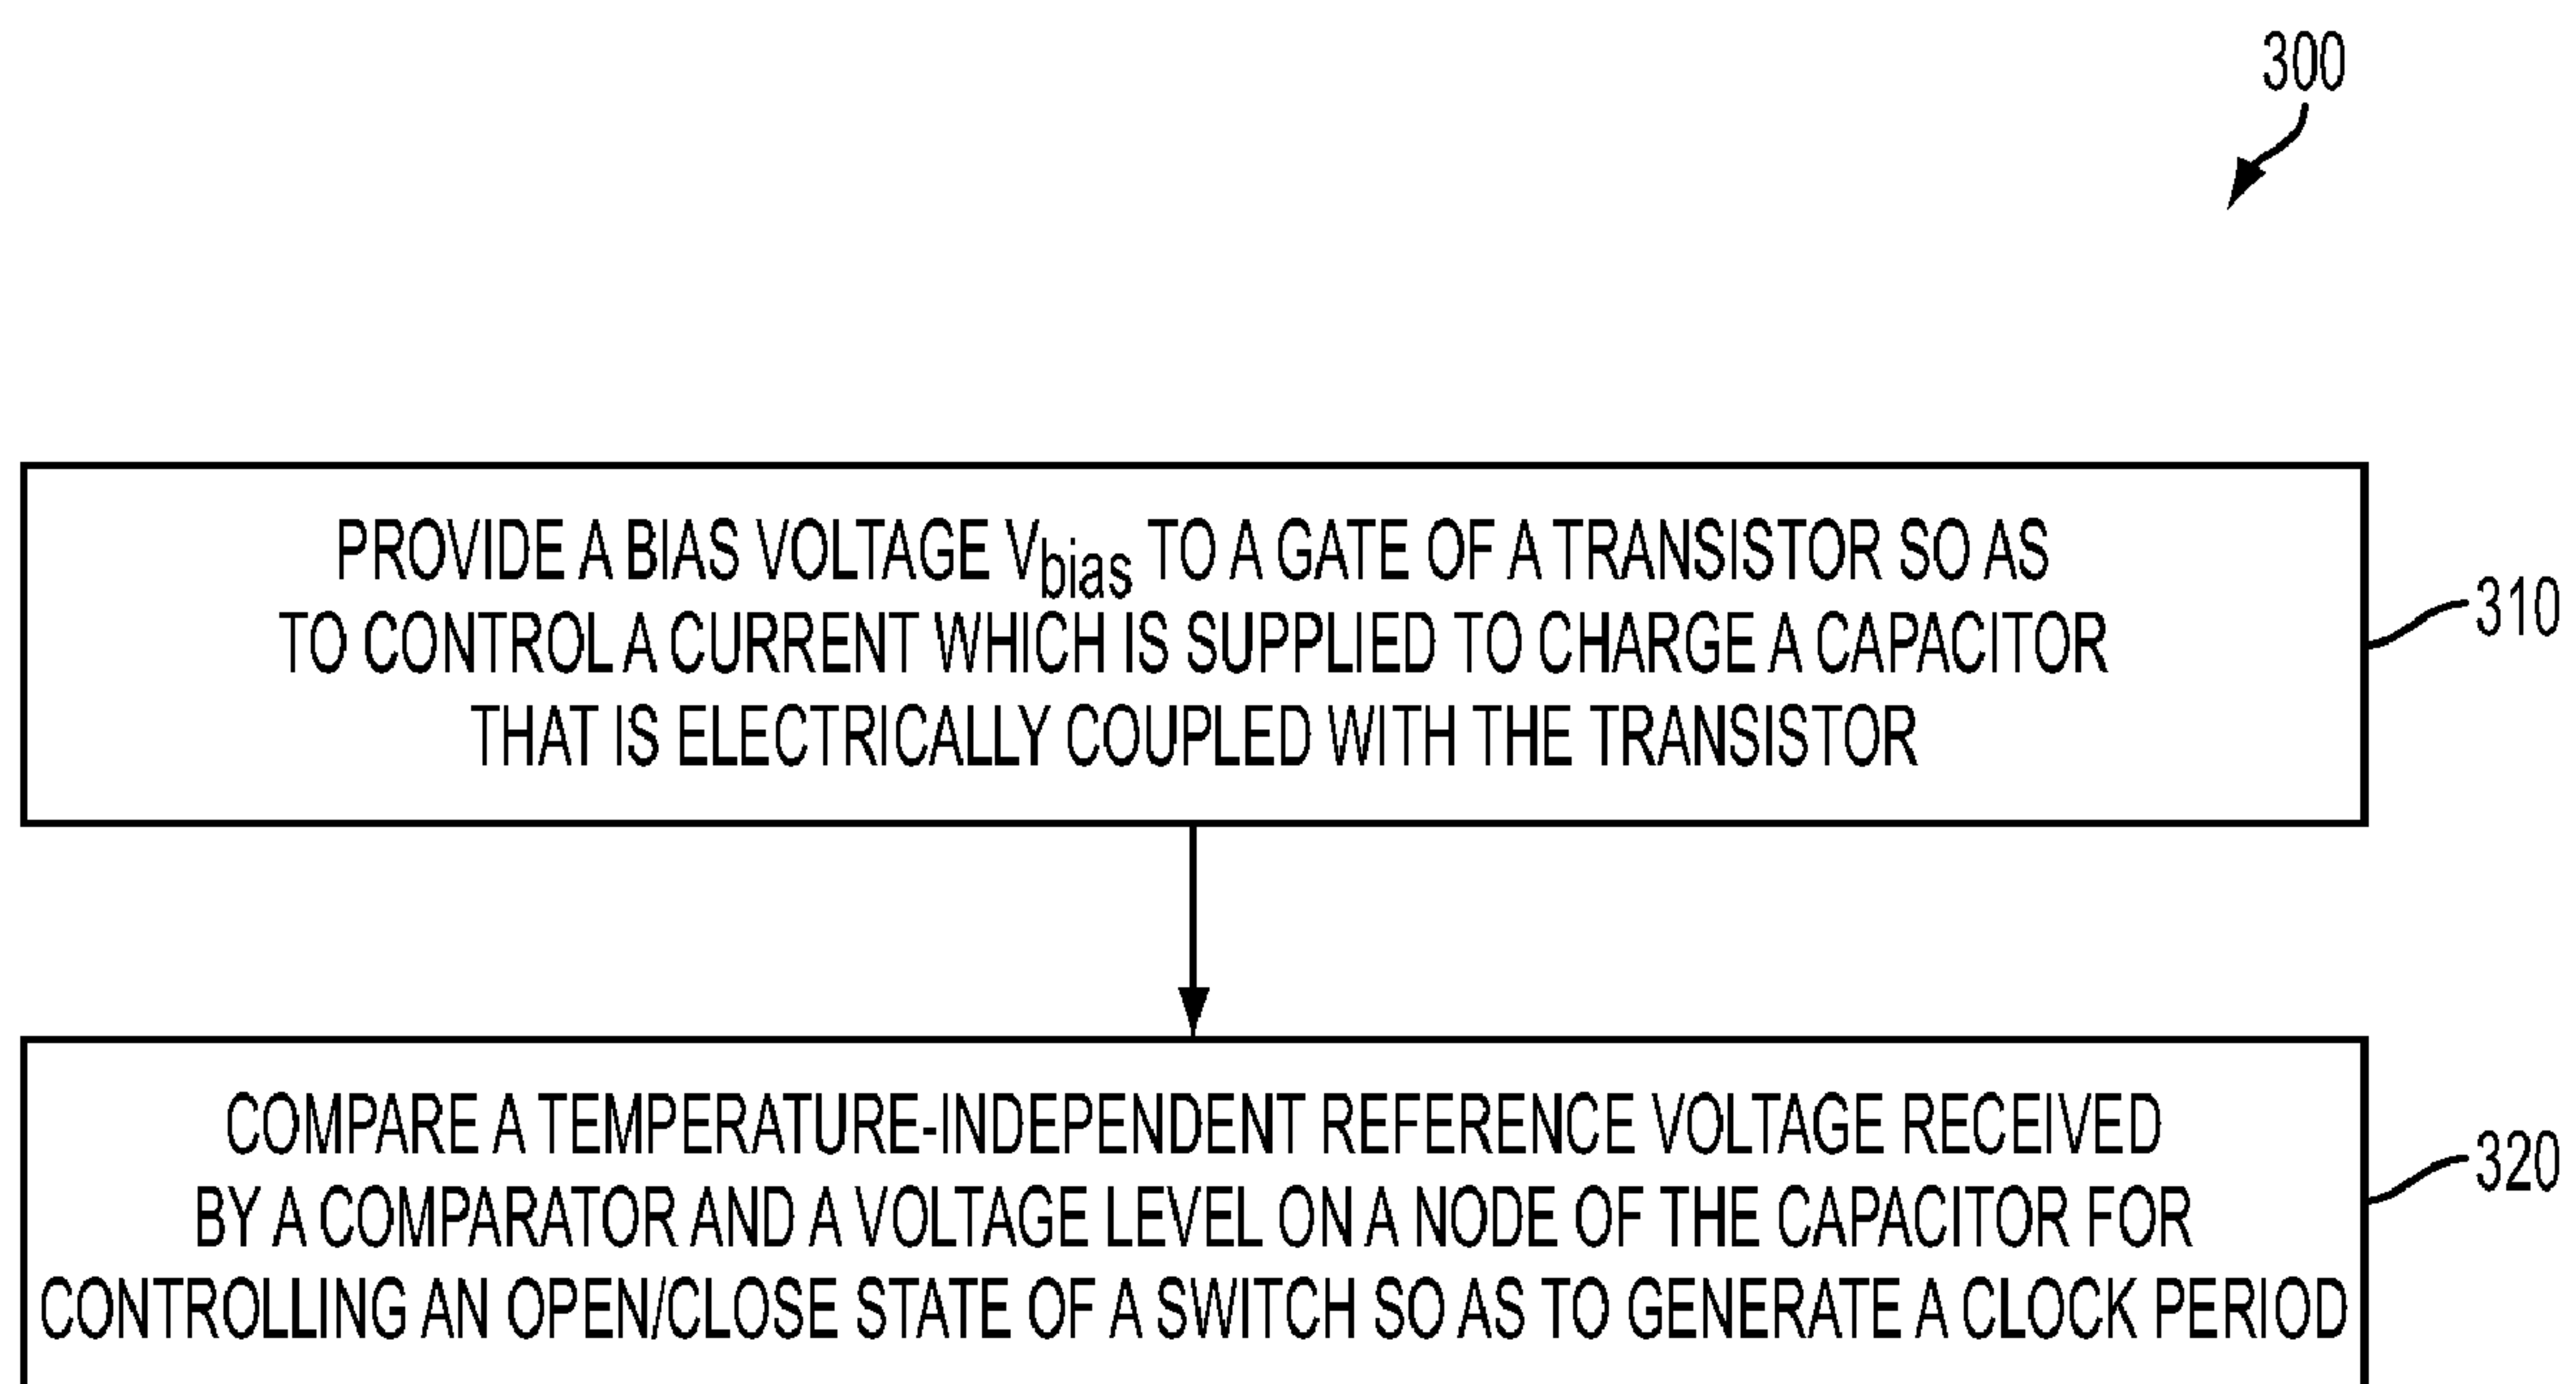 300
PROVIDE A BIAS VOLTAGE Vbias TO A GATE OF A TRANSISTOR SO AS
TO CONTROL A CURRENT WHICH IS SUPPLIED TO CHARGE A CAPACITOR
THAT IS ELECTRICALLY COUPLED WITH THE TRANSISTOR
310
COMPARE A TEMPERATURE-INDEPENDENT REFERENCE VOLTAGE RECEIVED
BY A COMPARATOR AND A VOLTAGE LEVEL ON A NODE OF THE CAPACITOR FOR
CONTROLLING AN OPEN/CLOSE STATE OF A SWITCH SO AS TO GENERATE A CLOCK PERIOD
320